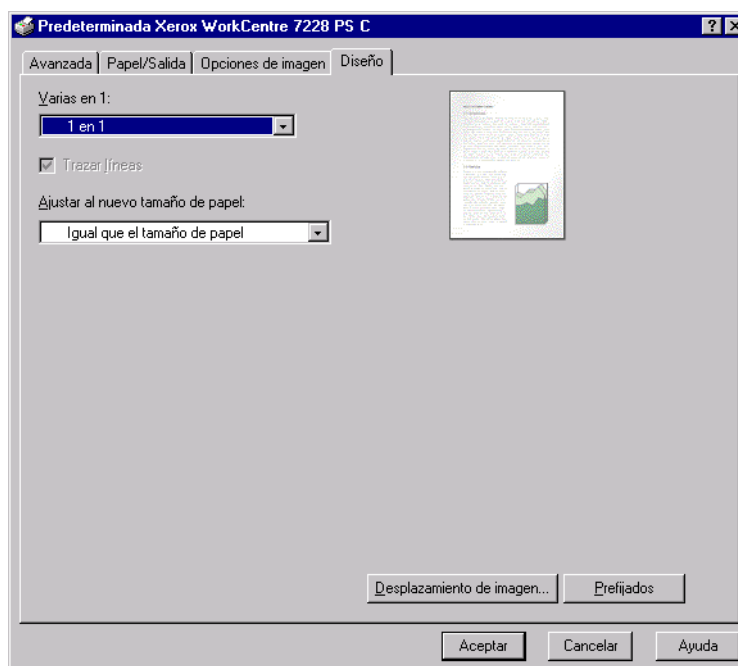 Predeterminada Xerox WorkCentre 7228 PS C
Avanzada Papel/Salida Opciones de imagen Diseño
Varias en 1:
1 en 1
Trazar líneas
Ajustar al nuevo tamaño de papel:
Igual que el tamaño de papel
Desplazamiento de imagen... Prefijados
Aceptar Cancelar Ayuda